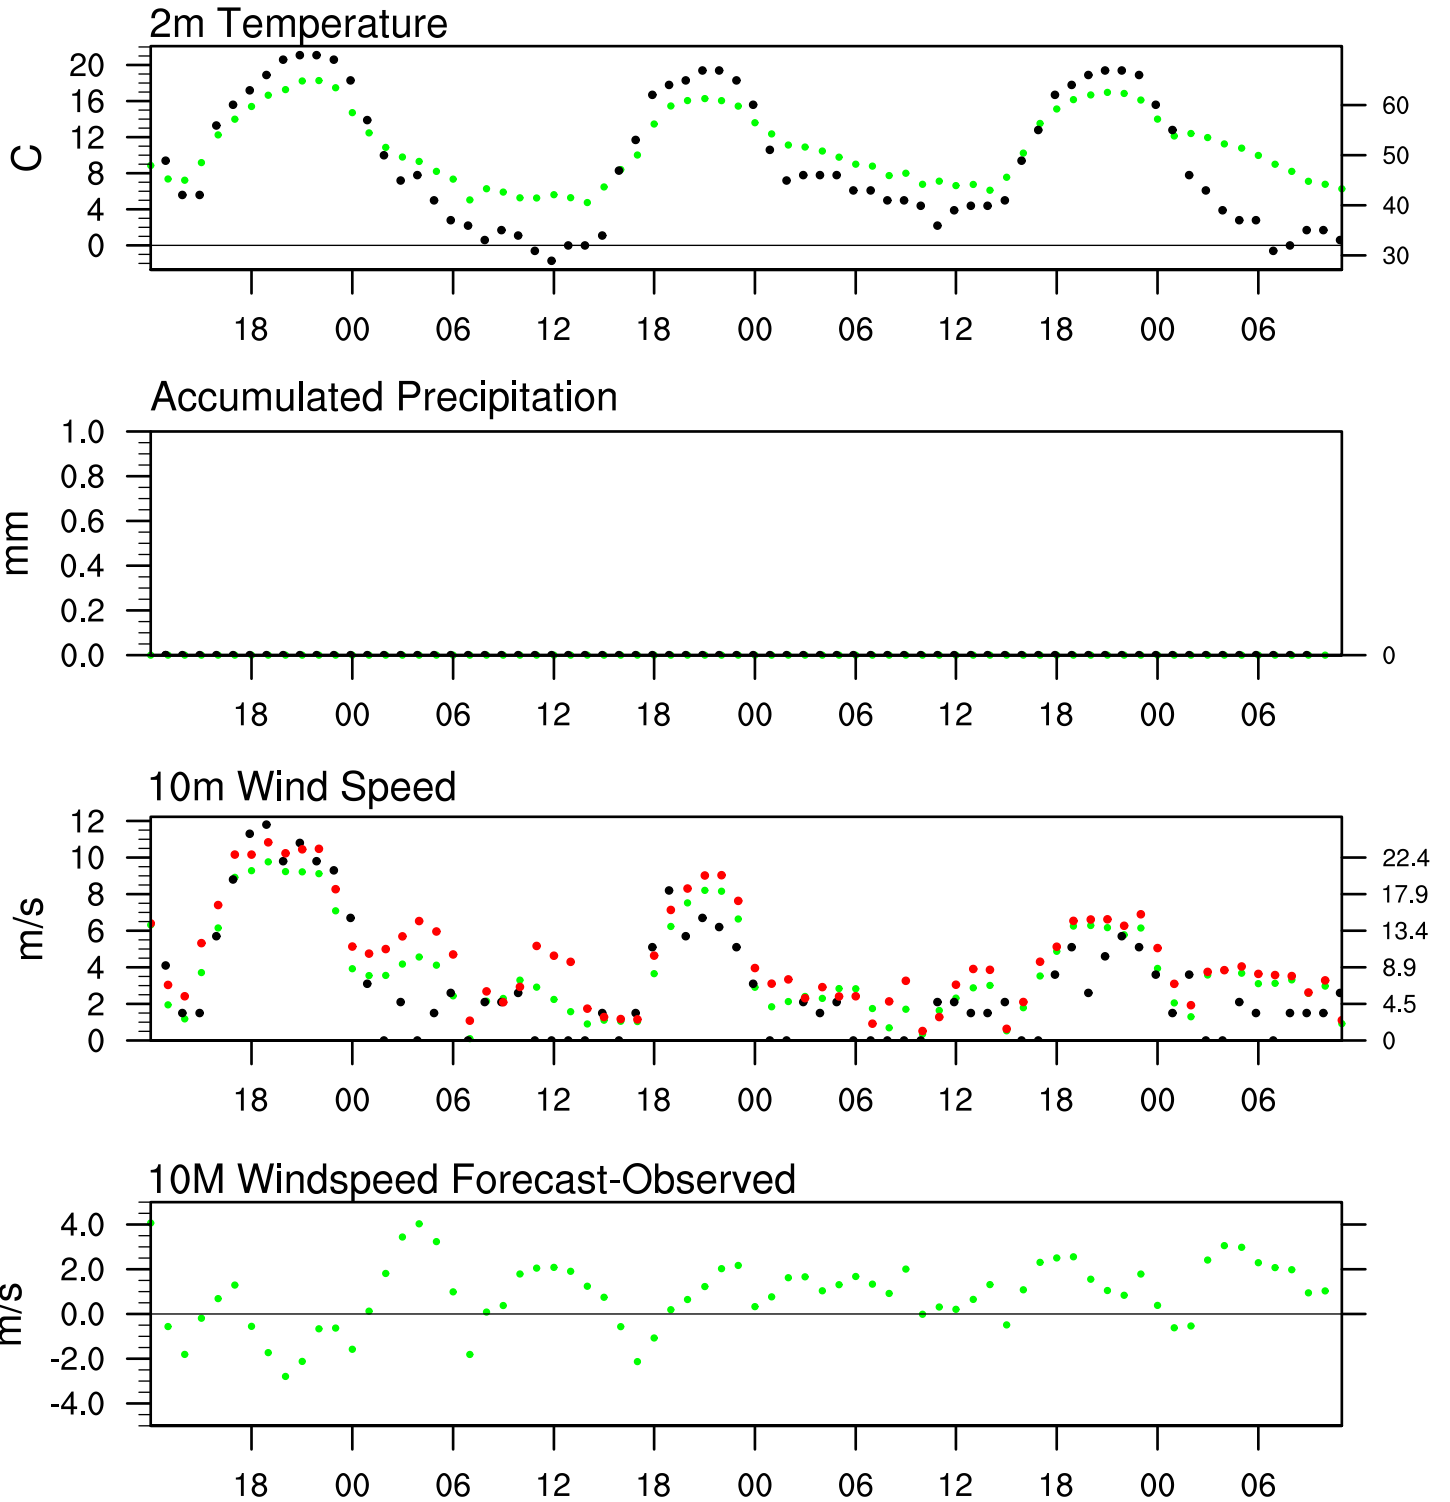 2m Temperature
20
16
12
8
4
0
C
60
50
40
30
18 00 06 12 18 00 06 12 18 00 06
Accumulated Precipitation
1.0
0.8
0.6
0.4
0.2
0.0
mm
0
18 00 06 12 18 00 06 12 18 00 06
10m Wind Speed
12
10
8
6
4
2
0
m/s
22.4
17.9
13.4
8.9
4.5
0
18 00 06 12 18 00 06 12 18 00 06
10M Windspeed Forecast-Observed
4.0
2.0
0.0
-2.0
-4.0
m/s
18 00 06 12 18 00 06 12 18 00 06